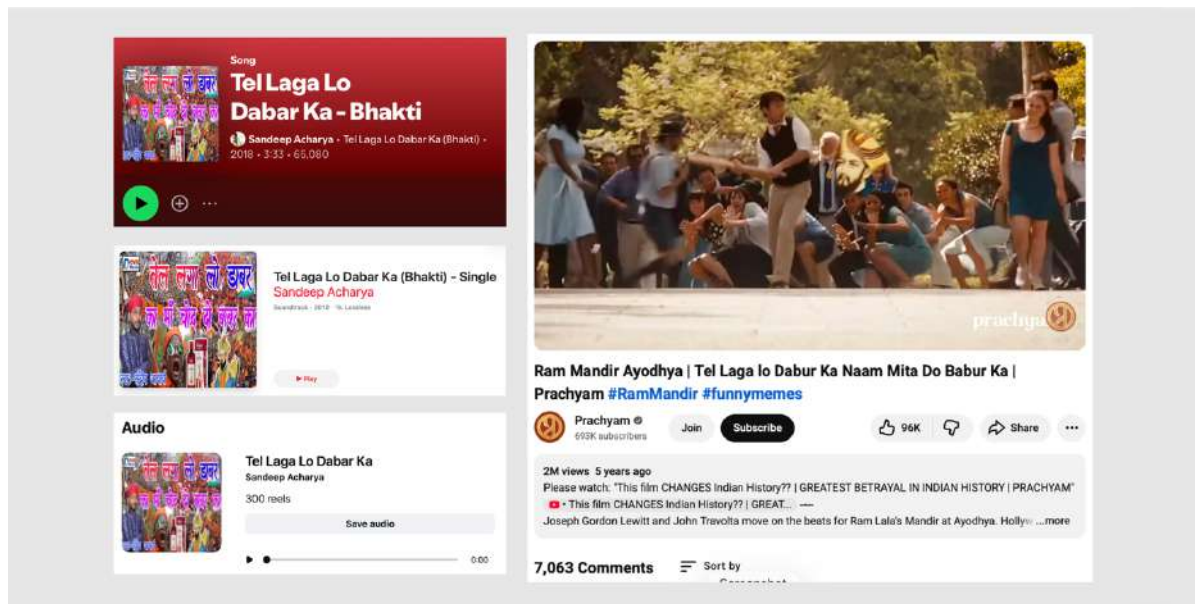 Song
Tel Laga Lo
Dabar Ka – Bhakti
Sandeep Acharya • Tel Laga Lo Dabar Ka (Bhakti) •
2018 • 3:33 • 65,080
तेल लगा लो डाबर
का माँ चोद दो बाबर का
Tel Laga Lo Dabar Ka (Bhakti) – Single
Sandeep Acharya
Soundtrack · 2018
Play
Audio
Tel Laga Lo Dabar Ka
Sandeep Acharya
300 reels
Save audio
0:00
prachya
Ram Mandir Ayodhya | Tel Laga lo Dabur Ka Naam Mita Do Babur Ka |
Prachyam #RamMandir #funnymemes
Prachyam
693K subscribers
Join
Subscribe
96K
Share
2M views 5 years ago
Please watch: "This film CHANGES Indian History?? | GREATEST BETRAYAL IN INDIAN HISTORY | PRACHYAM"
• This film CHANGES Indian History?? | GREAT... —
Joseph Gordon Lewitt and John Travolta move on the beats for Ram Lala's Mandir at Ayodhya. Hollyw ...more
7,063 Comments
Sort by